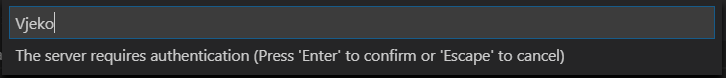 Vjeko
The server requires authentication (Press 'Enter' to confirm or 'Escape' to cancel)